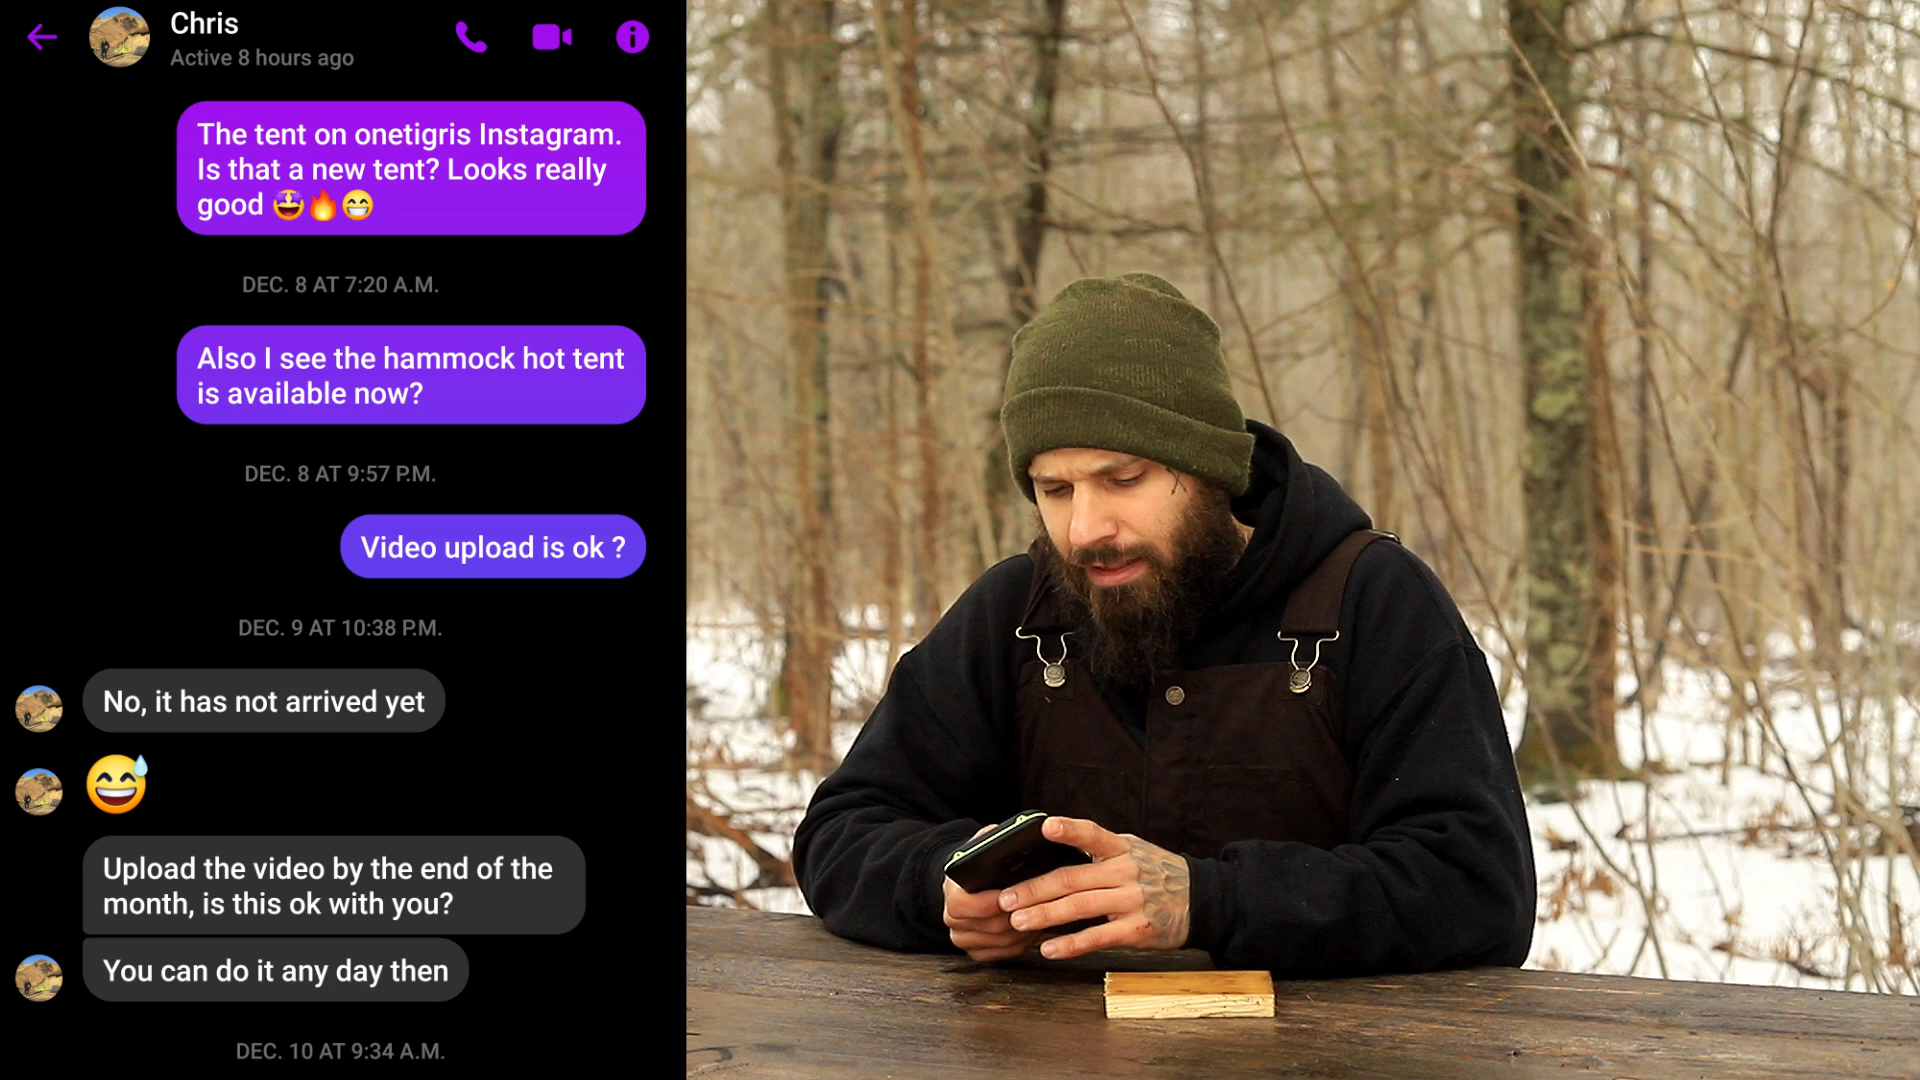 Chris
Active 8 hours ago
The tent on onetigris Instagram.
Is that a new tent? Looks really
good 🤩🔥😁
DEC. 8 AT 7:20 A.M.
Also I see the hammock hot tent
is available now?
DEC. 8 AT 9:57 P.M.
Video upload is ok ?
DEC. 9 AT 10:38 P.M.
No, it has not arrived yet
😅
Upload the video by the end of the
month, is this ok with you?
You can do it any day then
DEC. 10 AT 9:34 A.M.